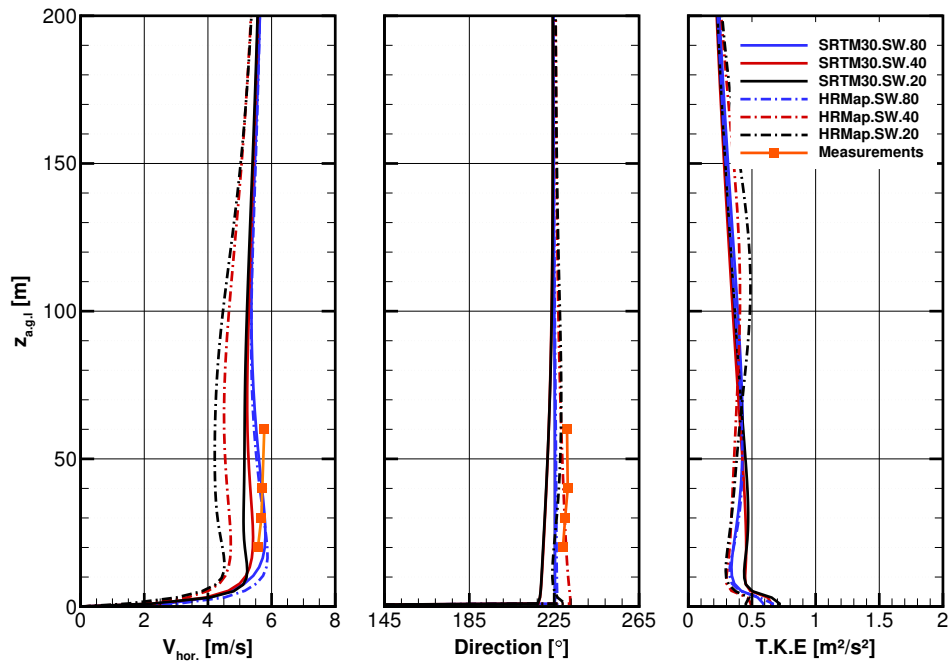 200
150
100
50
0
z_a.g.l [m]
0 2 4 6 8
V_hor. [m/s]
145 185 225 265
Direction [°]
0 0.5 1 1.5 2
T.K.E [m²/s²]
SRTM30.SW.80
SRTM30.SW.40
SRTM30.SW.20
HRMap.SW.80
HRMap.SW.40
HRMap.SW.20
Measurements